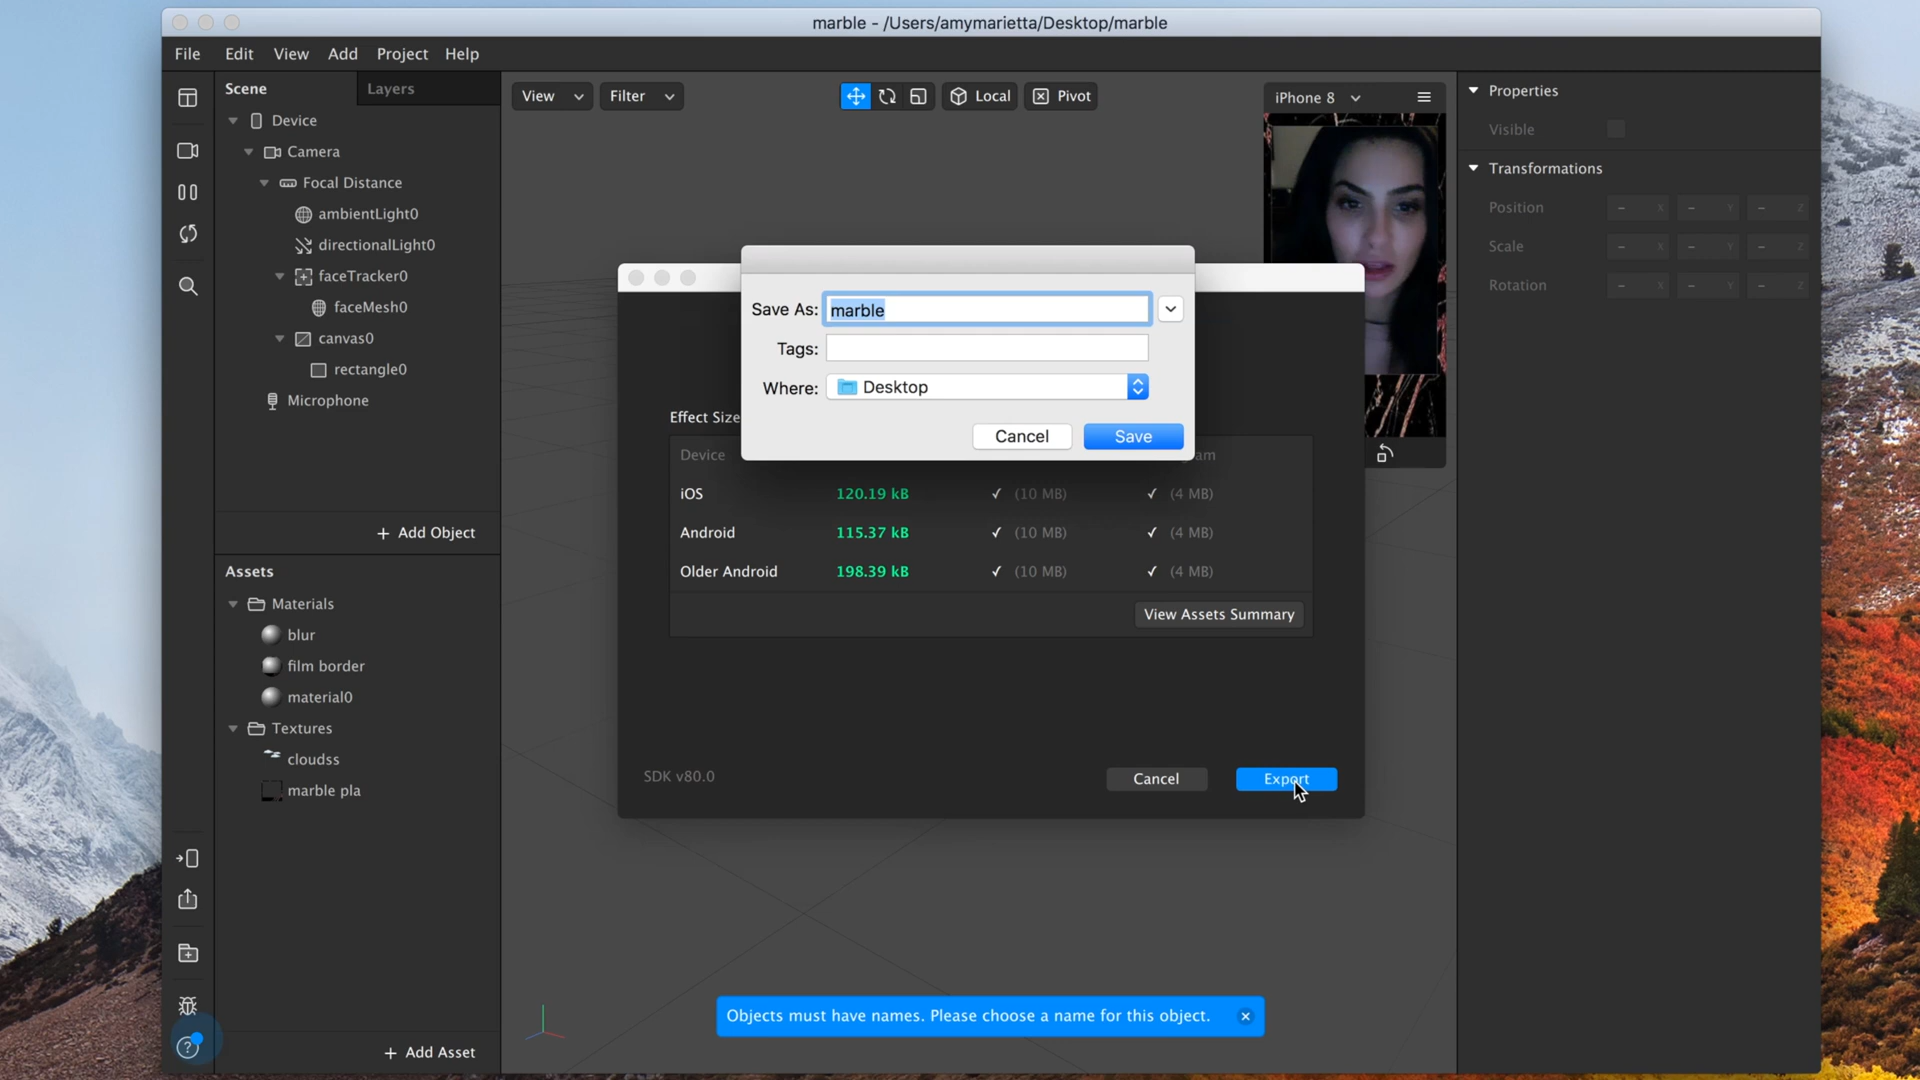 marble - /Users/amymarietta/Desktop/marble
File Edit View Add Project Help
Scene Layers
Device
Camera
Focal Distance
ambientLight0
directionalLight0
faceTracker0
faceMesh0
canvas0
rectangle0
Microphone
+ Add Object
Assets
Materials
blur
film border
material0
Textures
cloudss
marble pla
+ Add Asset
View Filter Local Pivot
iPhone 8
Save As: marble
Tags:
Where: Desktop
Cancel Save
Effect Size
Device
iOS 120.19 kB ✓ (10 MB) ✓ (4 MB)
Android 115.37 kB ✓ (10 MB) ✓ (4 MB)
Older Android 198.39 kB ✓ (10 MB) ✓ (4 MB)
View Assets Summary
SDK v80.0 Cancel Export
Objects must have names. Please choose a name for this object.
Properties
Visible
Transformations
Position - X - Y - Z
Scale - X - Y - Z
Rotation - X - Y - Z